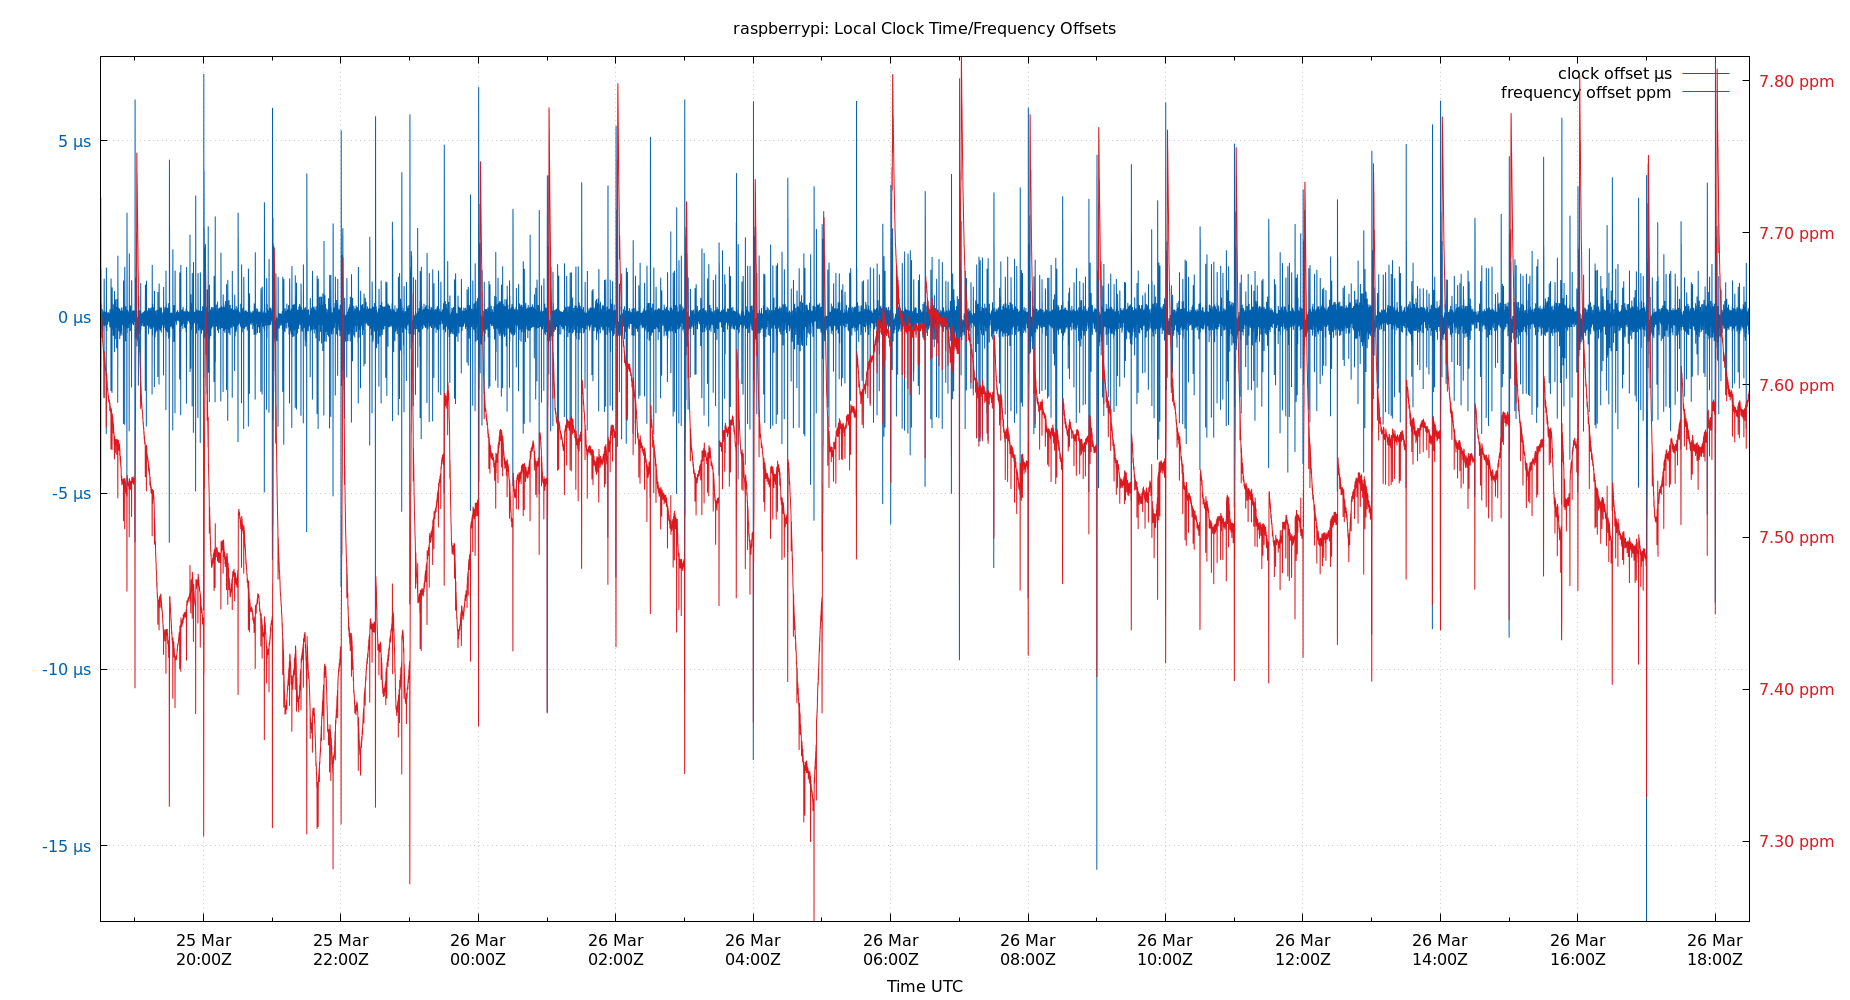 raspberrypi: Local Clock Time/Frequency Offsets
clock offset µs
frequency offset ppm
5 µs
0 µs
-5 µs
-10 µs
-15 µs
7.80 ppm
7.70 ppm
7.60 ppm
7.50 ppm
7.40 ppm
7.30 ppm
25 Mar 25 Mar 26 Mar 26 Mar 26 Mar 26 Mar 26 Mar 26 Mar 26 Mar 26 Mar 26 Mar 26 Mar
20:00Z 22:00Z 00:00Z 02:00Z 04:00Z 06:00Z 08:00Z 10:00Z 12:00Z 14:00Z 16:00Z 18:00Z
Time UTC